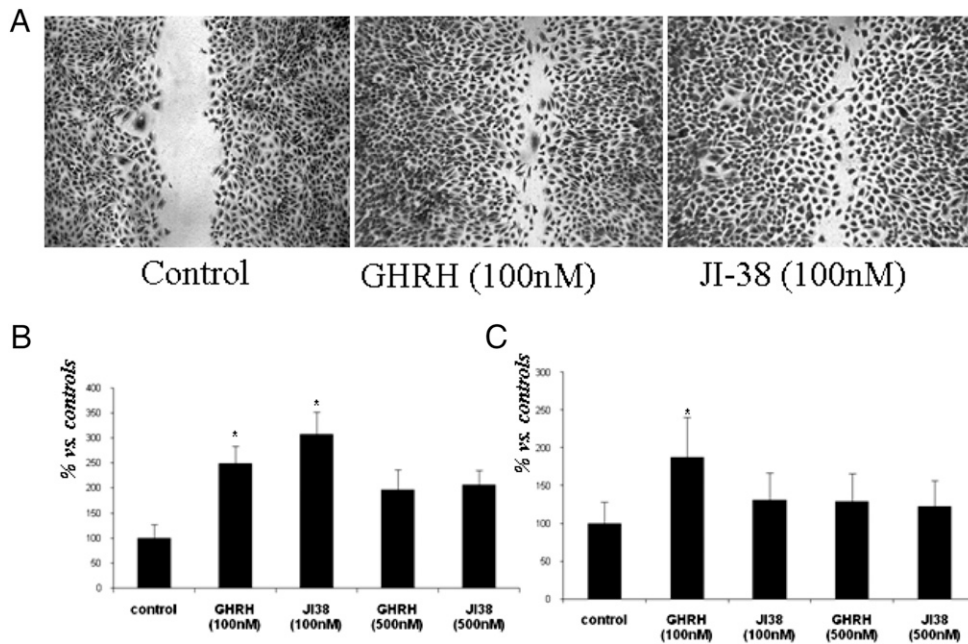 A
Control GHRH (100nM) JI-38 (100nM)
B
% vs. controls
400
350
300
250
200
150
100
50
0
* *
control GHRH JI38 GHRH JI38
(100nM) (100nM) (500nM) (500nM)
C
% vs. controls
300
250
200
150
100
50
0
*
control GHRH JI38 GHRH JI38
(100nM) (100nM) (500nM) (500nM)